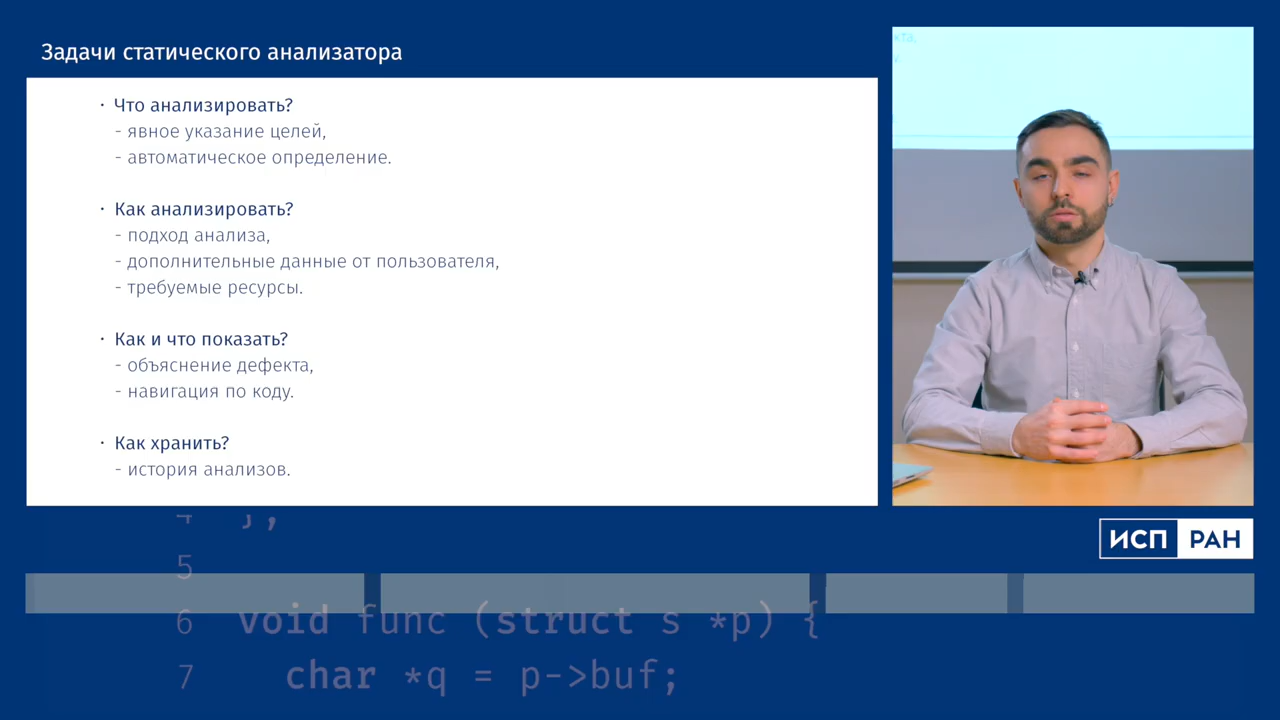 Задачи статического анализатора
· Что анализировать?
- явное указание целей,
- автоматическое определение.
· Как анализировать?
- подход анализа,
- дополнительные данные от пользователя,
- требуемые ресурсы.
· Как и что показать?
- объяснение дефекта,
- навигация по коду.
· Как хранить?
- история анализов.
ИСП РАН
4 };
5
6 void func (struct s *p) {
7 char *q = p->buf;